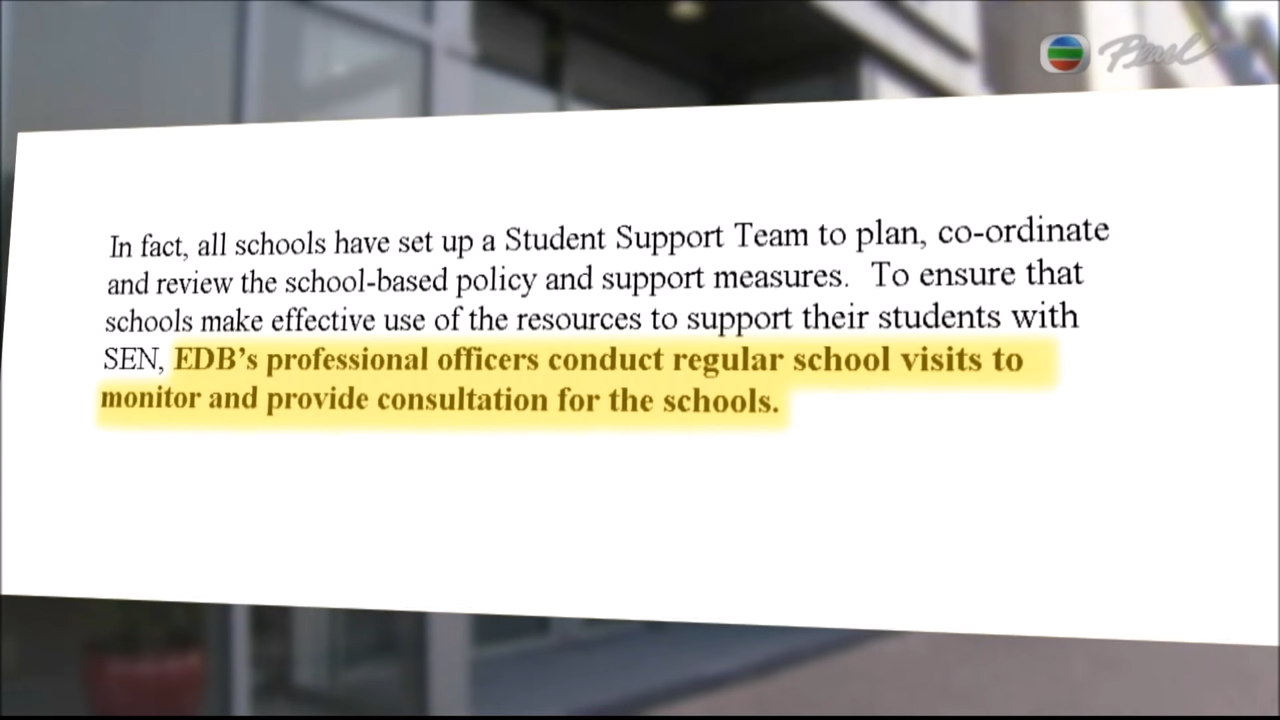 Pearl
In fact, all schools have set up a Student Support Team to plan, co-ordinate
and review the school-based policy and support measures.  To ensure that
schools make effective use of the resources to support their students with
SEN, EDB's professional officers conduct regular school visits to
monitor and provide consultation for the schools.